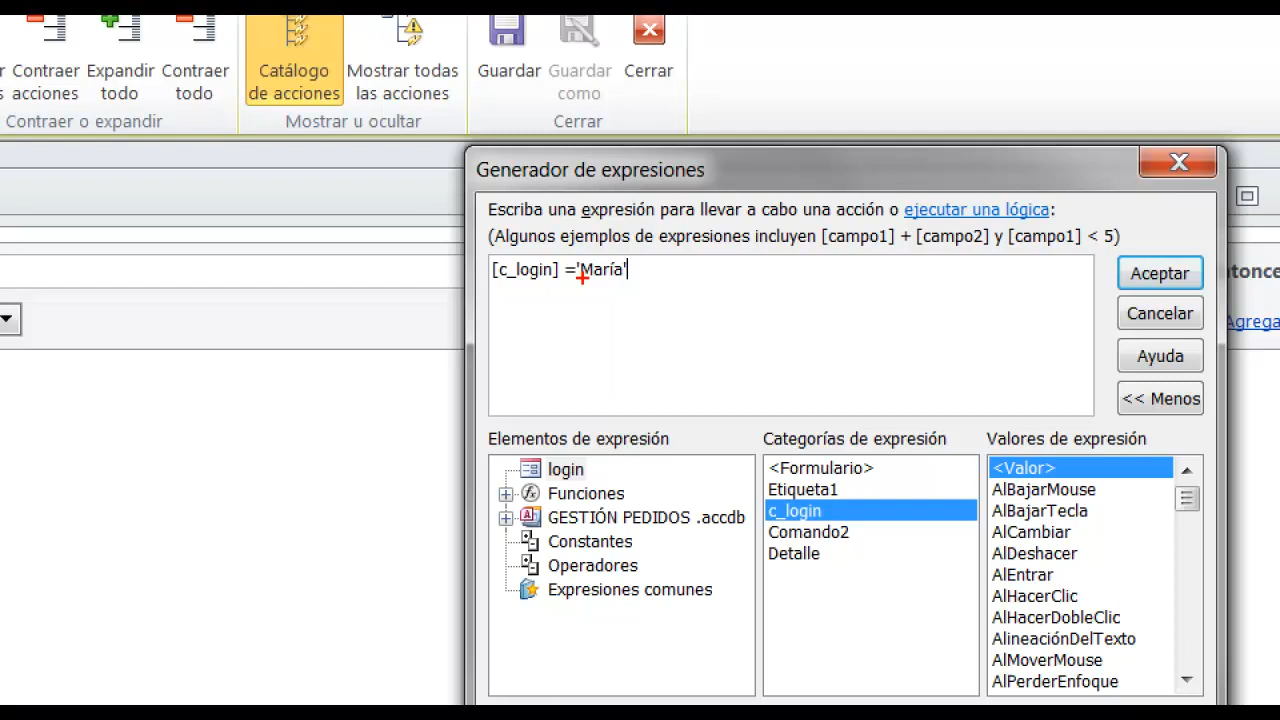 r Contraer Expandir Contraer
s acciones todo todo
Contraer o expandir
Catálogo de acciones
Mostrar todas las acciones
Mostrar u ocultar
Guardar Guardar como Cerrar
Cerrar
Generador de expresiones
Escriba una expresión para llevar a cabo una acción o ejecutar una lógica:
(Algunos ejemplos de expresiones incluyen [campo1] + [campo2] y [campo1] < 5)
[c_login] ='María'
Aceptar
Cancelar
Ayuda
<< Menos
tonce
Agrega
Elementos de expresión
login
Funciones
GESTIÓN PEDIDOS .accdb
Constantes
Operadores
Expresiones comunes
Categorías de expresión
<Formulario>
Etiqueta1
c_login
Comando2
Detalle
Valores de expresión
<Valor>
AlBajarMouse
AlBajarTecla
AlCambiar
AlDeshacer
AlEntrar
AlHacerClic
AlHacerDobleClic
AlineaciónDelTexto
AlMoverMouse
AlPerderEnfoque